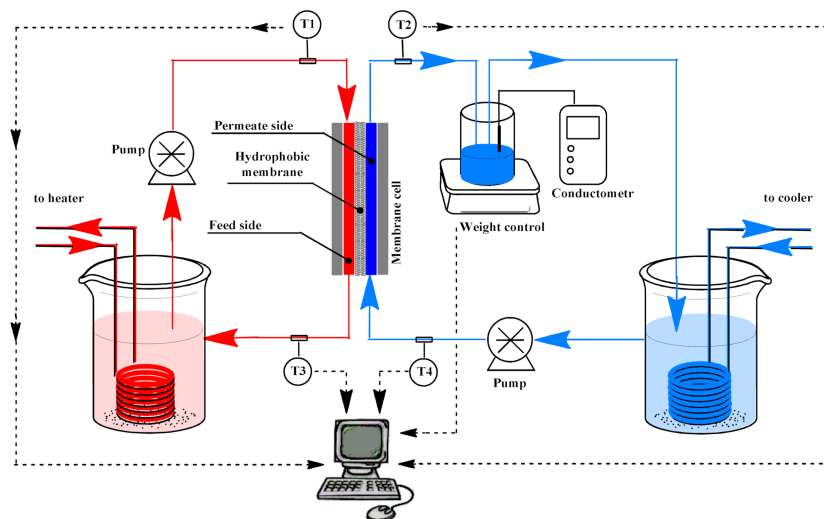 T1
T2
Permeate side
Pump
Hydrophobic
membrane
to heater
Feed side
Membrane cell
Conductometr
Weight control
to cooler
T3
T4
Pump